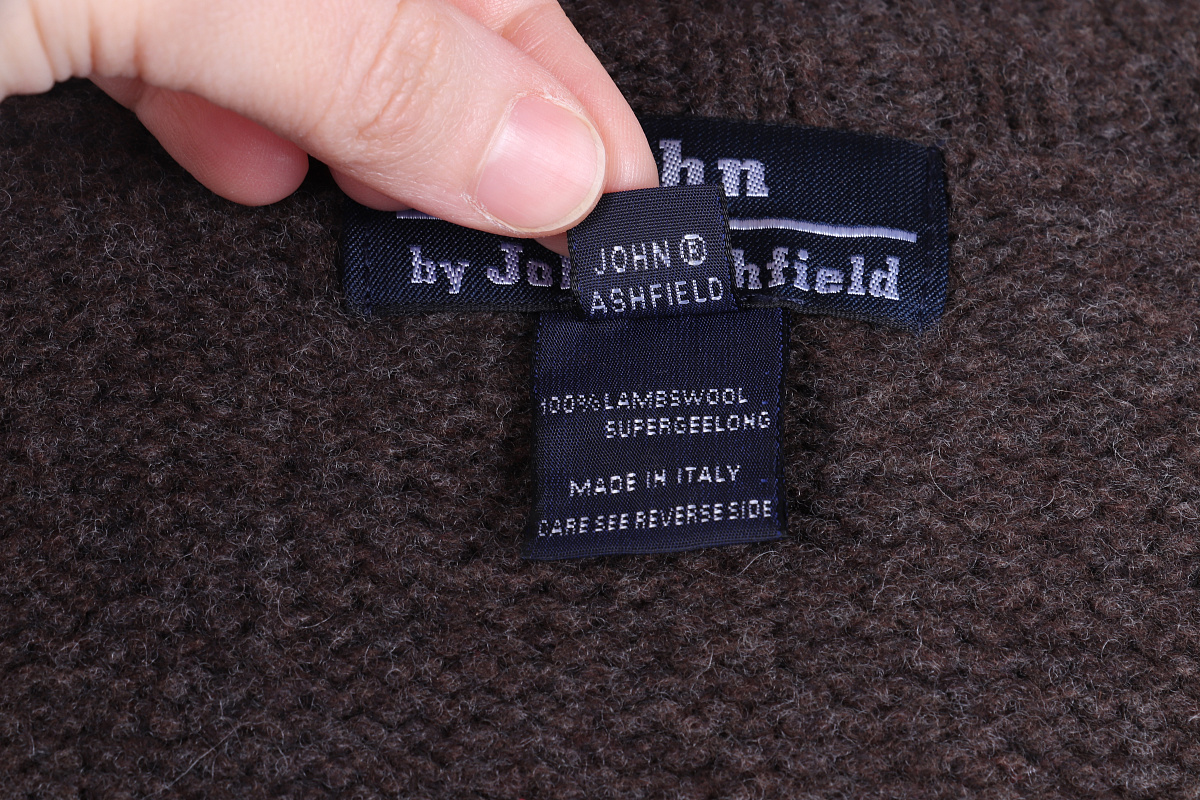 hn
by Jo hfield
JOHN ®
ASHFIELD
100% LAMBSWOOL
SUPERGEELONG
MADE IN ITALY
CARE SEE REVERSE SIDE